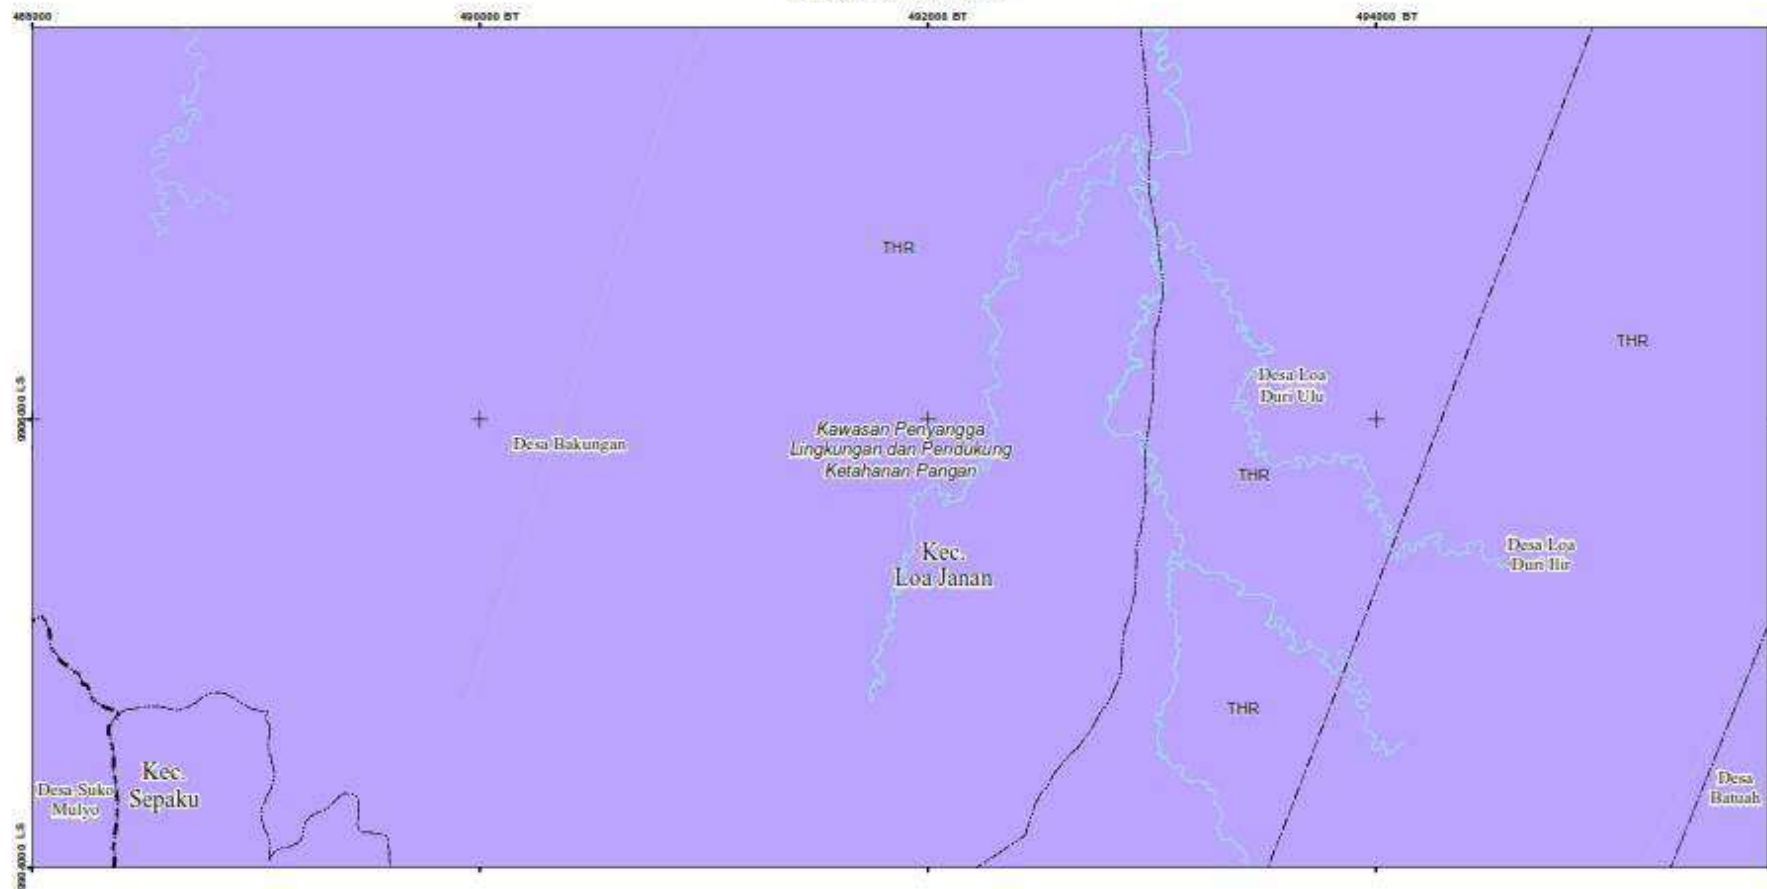 490000 BT
492000 BT
494000 BT
THR
THR
Desa Loa
Duri Ulu
Desa Bakungan
Kawasan Penyangga
Lingkungan dan Pendukung
Ketahanan Pangan
THR
Kec.
Loa Janan
Desa Loa
Duri Ilir
THR
Kec.
Sepaku
Desa Suko
Mulyo
Desa
Batuah